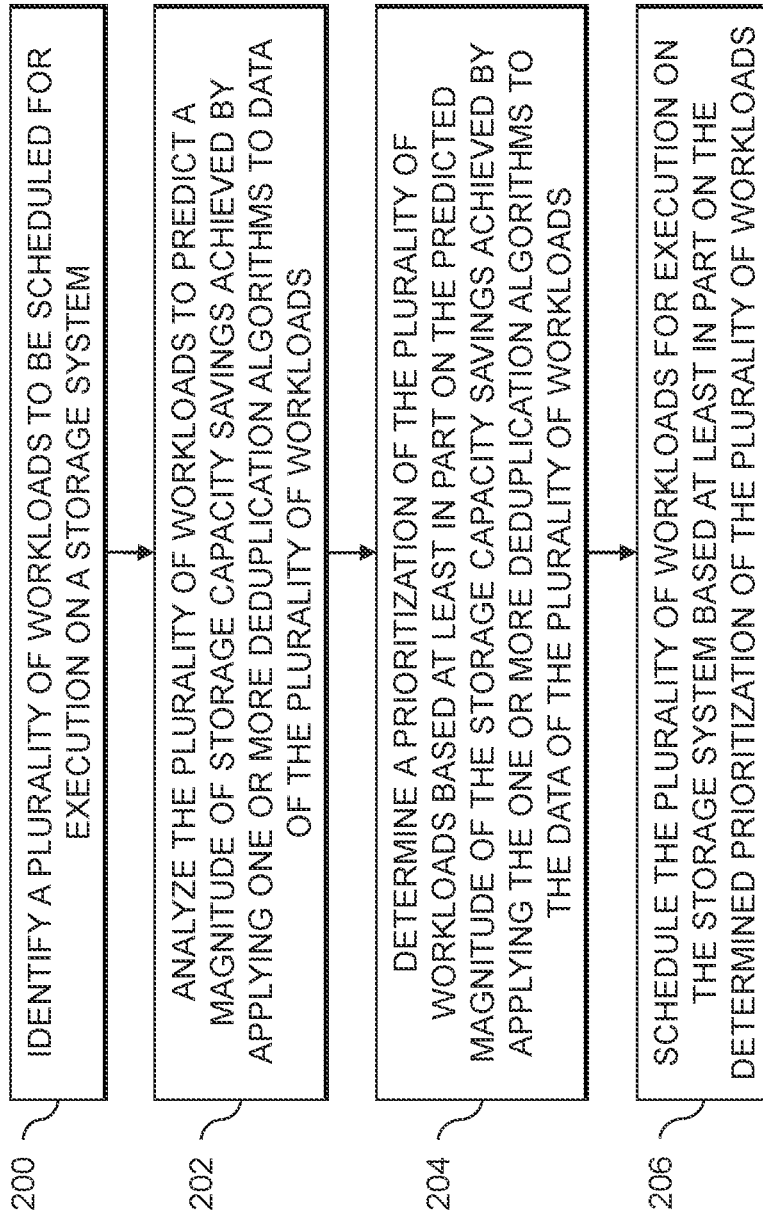 200
IDENTIFY A PLURALITY OF WORKLOADS TO BE SCHEDULED FOR
EXECUTION ON A STORAGE SYSTEM
202
ANALYZE THE PLURALITY OF WORKLOADS TO PREDICT A
MAGNITUDE OF STORAGE CAPACITY SAVINGS ACHIEVED BY
APPLYING ONE OR MORE DEDUPLICATION ALGORITHMS TO DATA
OF THE PLURALITY OF WORKLOADS
204
DETERMINE A PRIORITIZATION OF THE PLURALITY OF
WORKLOADS BASED AT LEAST IN PART ON THE PREDICTED
MAGNITUDE OF THE STORAGE CAPACITY SAVINGS ACHIEVED BY
APPLYING THE ONE OR MORE DEDUPLICATION ALGORITHMS TO
THE DATA OF THE PLURALITY OF WORKLOADS
206
SCHEDULE THE PLURALITY OF WORKLOADS FOR EXECUTION ON
THE STORAGE SYSTEM BASED AT LEAST IN PART ON THE
DETERMINED PRIORITIZATION OF THE PLURALITY OF WORKLOADS